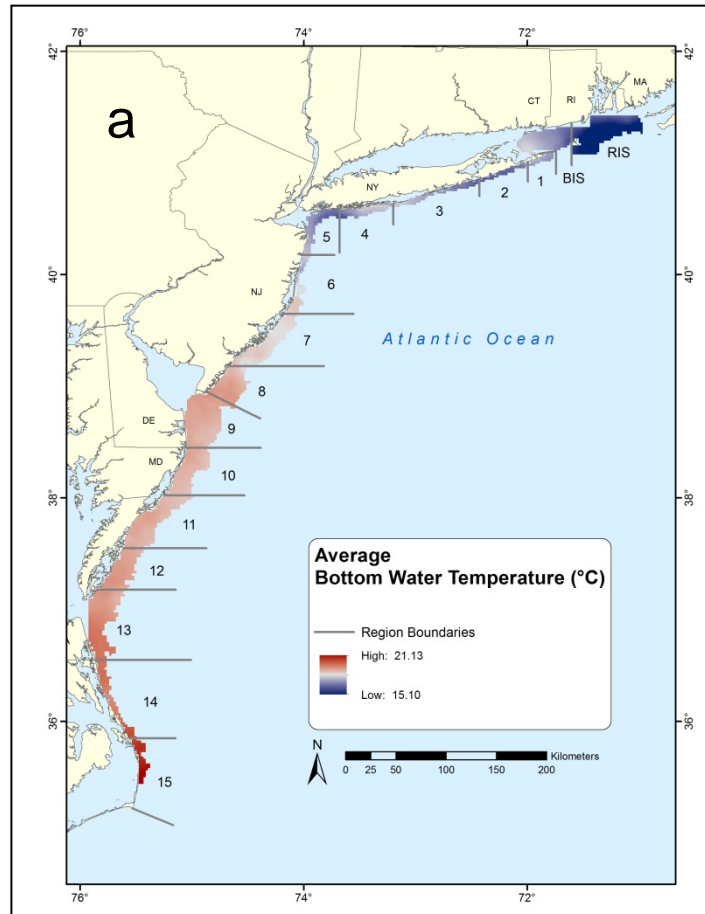 76°
74°
72°
42°
a
CT
RI
MA
RIS
BIS
1
2
NY
3
4
5
40°
6
NJ
7
Atlantic Ocean
8
DE
9
MD
10
38°
11
12
13
14
36°
15
Average
Bottom Water Temperature (°C)
Region Boundaries
High: 21.13
Low: 15.10
N
Kilometers
0 25 50 100 150 200
76°
74°
72°
42°
40°
38°
36°